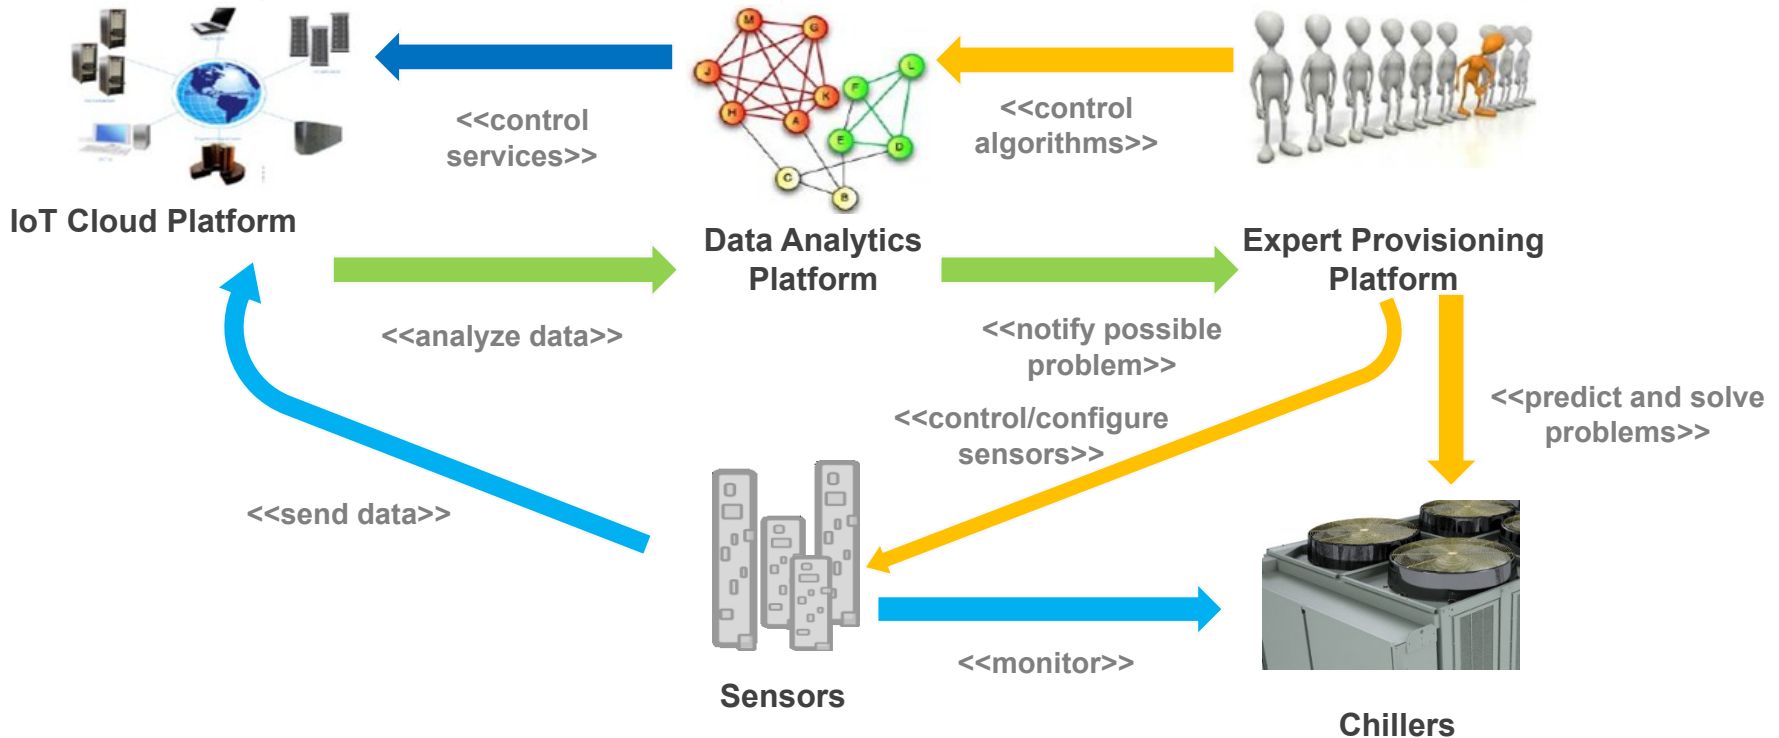 <<control
services>>
<<control
algorithms>>
M
G
J
K
H
A
L
F
E
D
C
B
IoT Cloud Platform
Data Analytics
Platform
Expert Provisioning
Platform
<<analyze data>>
<<notify possible
problem>>
<<control/configure
sensors>>
<<predict and solve
problems>>
<<send data>>
<<monitor>>
Sensors
Chillers